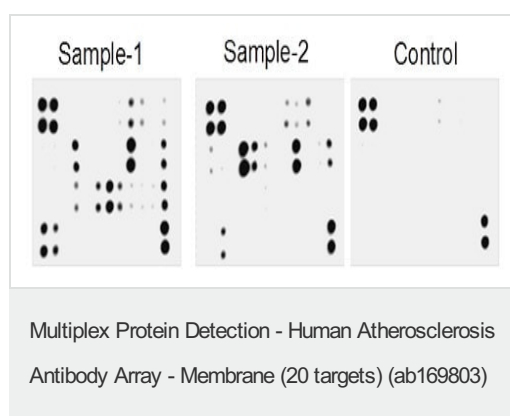 Sample-1 Sample-2 Control
Multiplex Protein Detection - Human Atherosclerosis
Antibody Array - Membrane (20 targets) (ab169803)